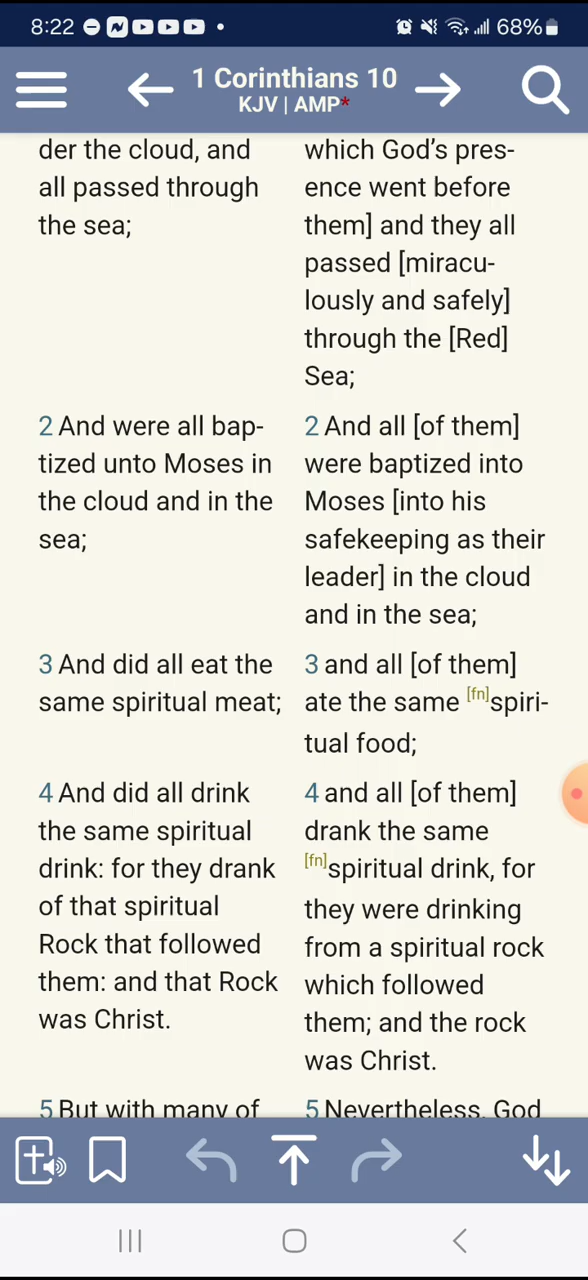 8:22
68%
1 Corinthians 10
KJV | AMP*
der the cloud, and
all passed through
the sea;
2 And were all bap-
tized unto Moses in
the cloud and in the
sea;
3 And did all eat the
same spiritual meat;
4 And did all drink
the same spiritual
drink: for they drank
of that spiritual
Rock that followed
them: and that Rock
was Christ.
5 But with many of
which God's pres-
ence went before
them] and they all
passed [miracu-
lously and safely]
through the [Red]
Sea;
2 And all [of them]
were baptized into
Moses [into his
safekeeping as their
leader] in the cloud
and in the sea;
3 and all [of them]
ate the same [fn]spiri-
tual food;
4 and all [of them]
drank the same
[fn]spiritual drink, for
they were drinking
from a spiritual rock
which followed
them; and the rock
was Christ.
5 Nevertheless, God